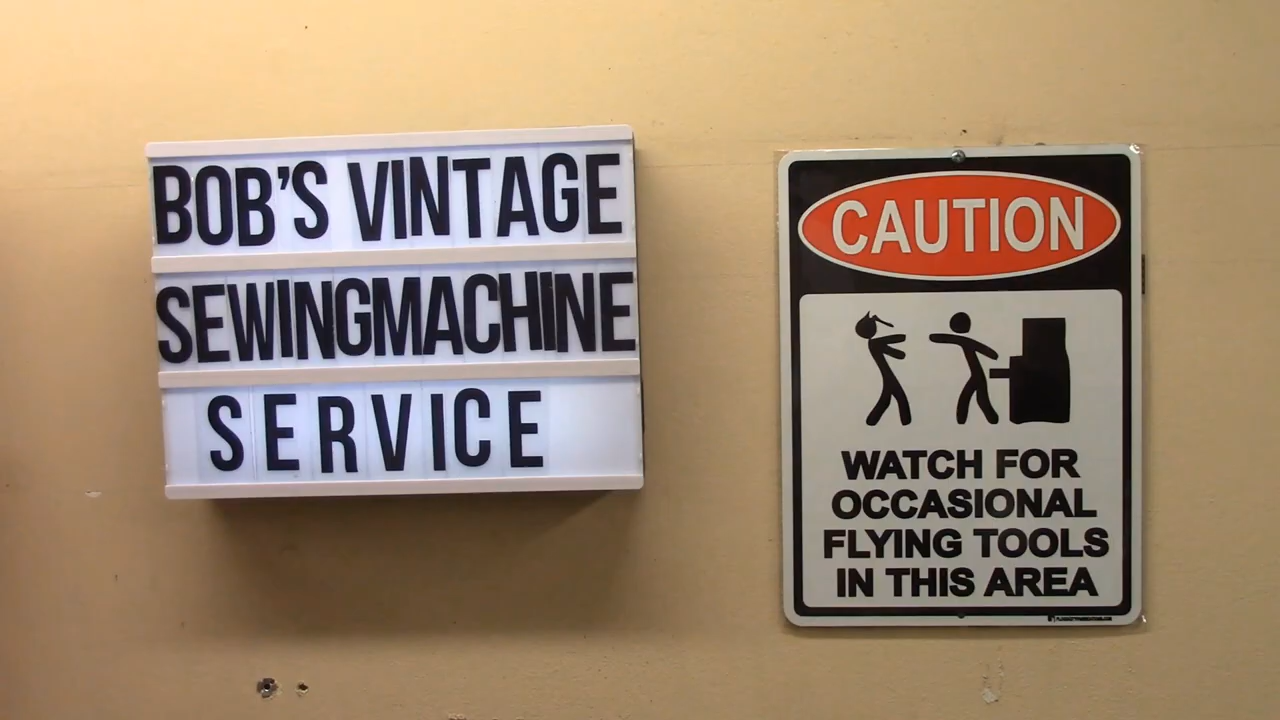 BOB'S VINTAGE
SEWINGMACHINE
SERVICE
CAUTION
WATCH FOR
OCCASIONAL
FLYING TOOLS
IN THIS AREA